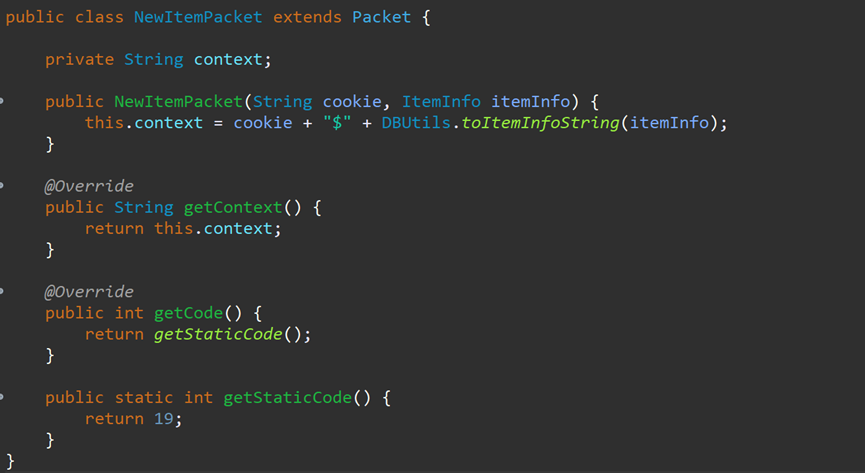 public class NewItemPacket extends Packet {
private String context;
public NewItemPacket(String cookie, ItemInfo itemInfo) {
this.context = cookie + "$" + DBUtils.toItemInfoString(itemInfo);
}
@Override
public String getContext() {
return this.context;
}
@Override
public int getCode() {
return getStaticCode();
}
public static int getStaticCode() {
return 19;
}
}